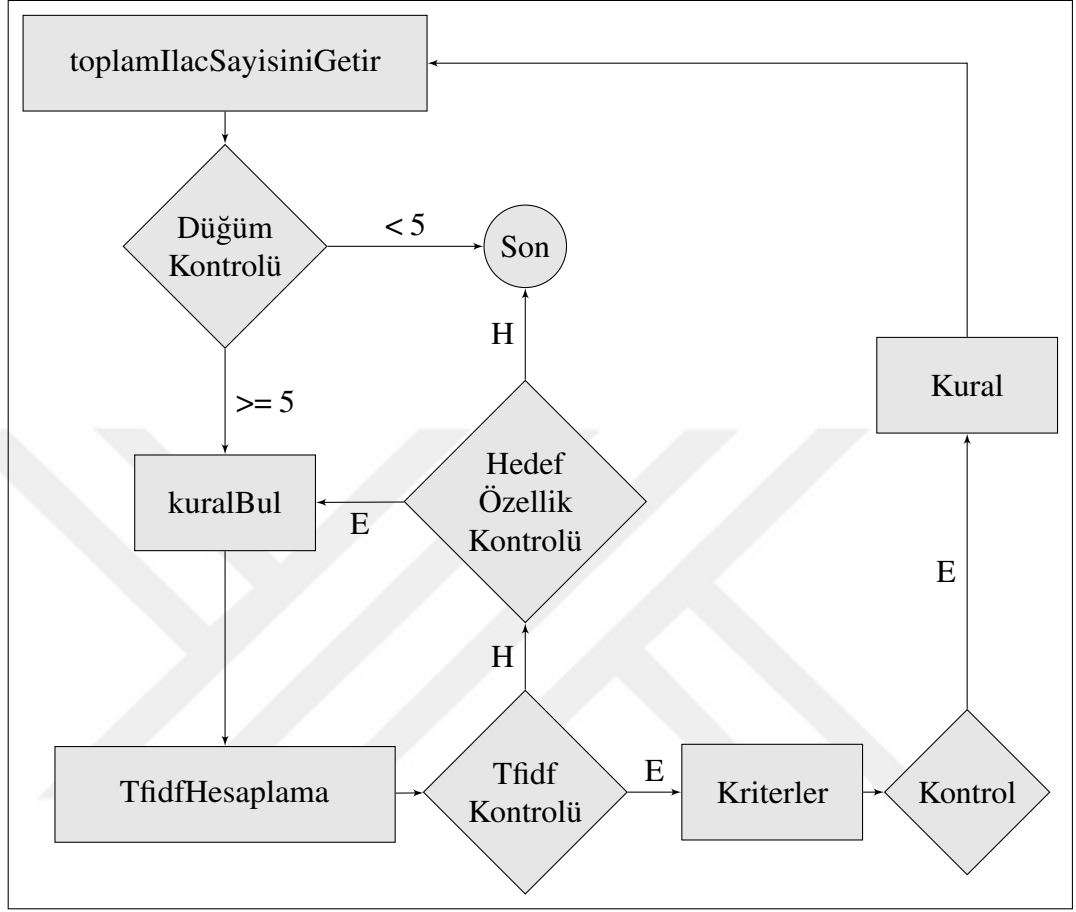 toplamIlacSayisiniGetir
Düğüm
Kontrolü
< 5
Son
H
>= 5
Kural
kuralBul
E
Hedef
Özellik
Kontrolü
E
H
TfidfHesaplama
Tfidf
Kontrolü
E
Kriterler
Kontrol